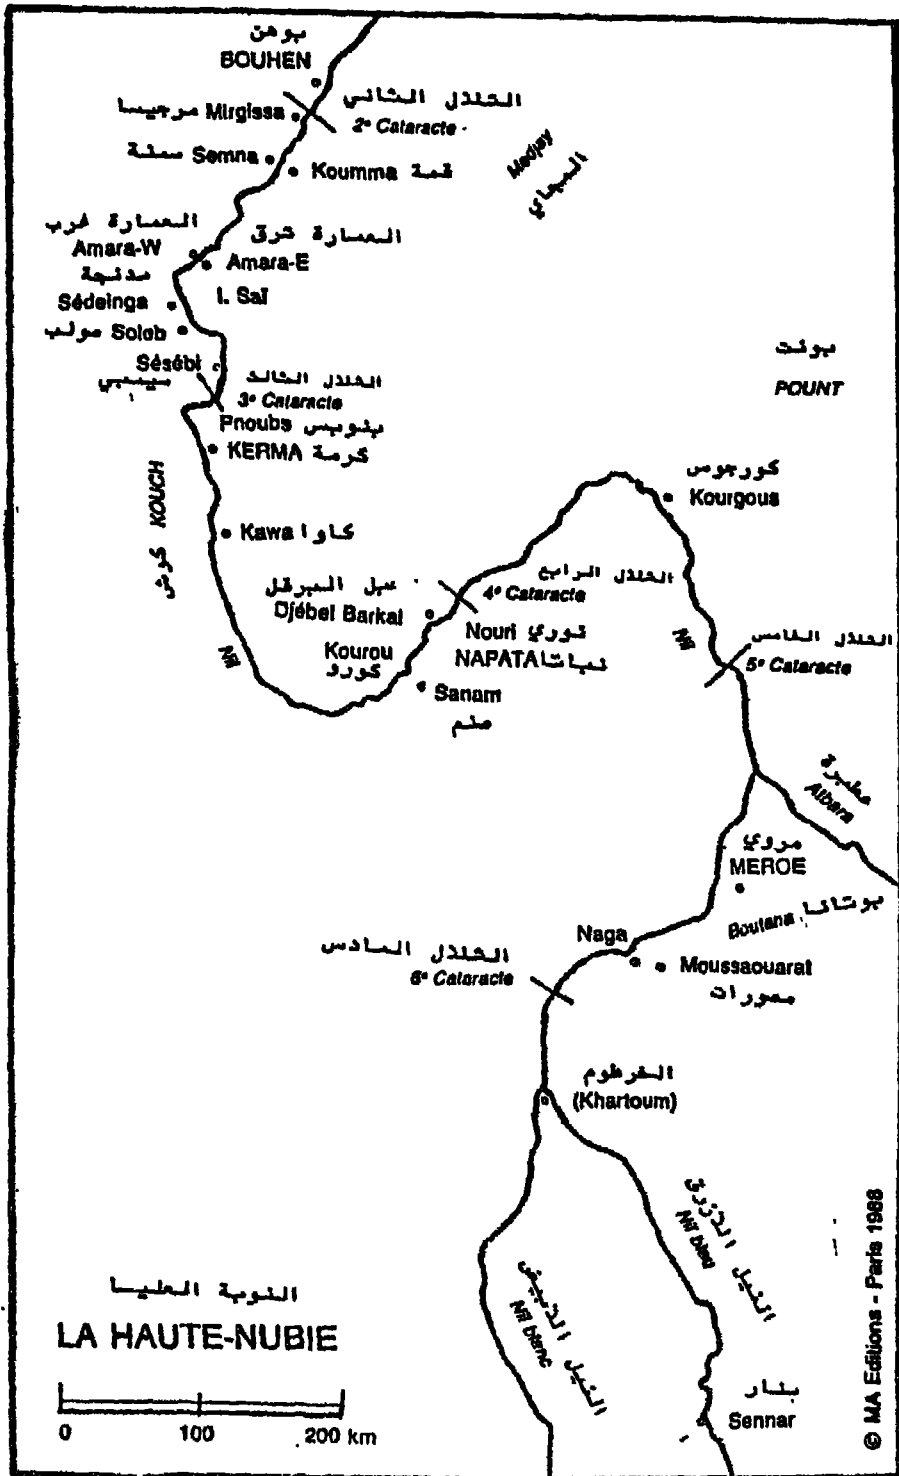 بوهن
BOUHEN
الشلال الثاني
2e Cataracte
مرجيسا Mirgissa
سمنة Semna
Koumma قمة
Medjay
المجاي
العمارة غرب
Amara-W
العمارة شرق
Amara-E
مدنجة
Sédeinga
I. Saï
صولب Soleb
Sésébi
سيسبي
الشلال الثالث
3e Cataracte
Pnoubs بنوبس
KERMA كرمة
بونت
POUNT
كوش KOUCH
Kawa كاوا
كورجوس
Kourgous
جبل البرقل
Djébel Barkal
الشلال الرابع
4e Cataracte
Nouri نوري
NAPATA نباتا
Kourou
كورو
Sanam
صنم
Nil
Nil
الشلال الخامس
5e Cataracte
عطبرة
Atbara
مروي
MEROE
Boutana بوتانا
Naga
Moussaouarat
مصورات
الشلال السادس
6e Cataracte
الخرطوم
(Khartoum)
النيل الأزرق
Nil bleu
النيل الأبيض
Nil blanc
Sennar
النوبة العليا
LA HAUTE-NUBIE
0 100 200 km
© MA Editions - Paris 1988